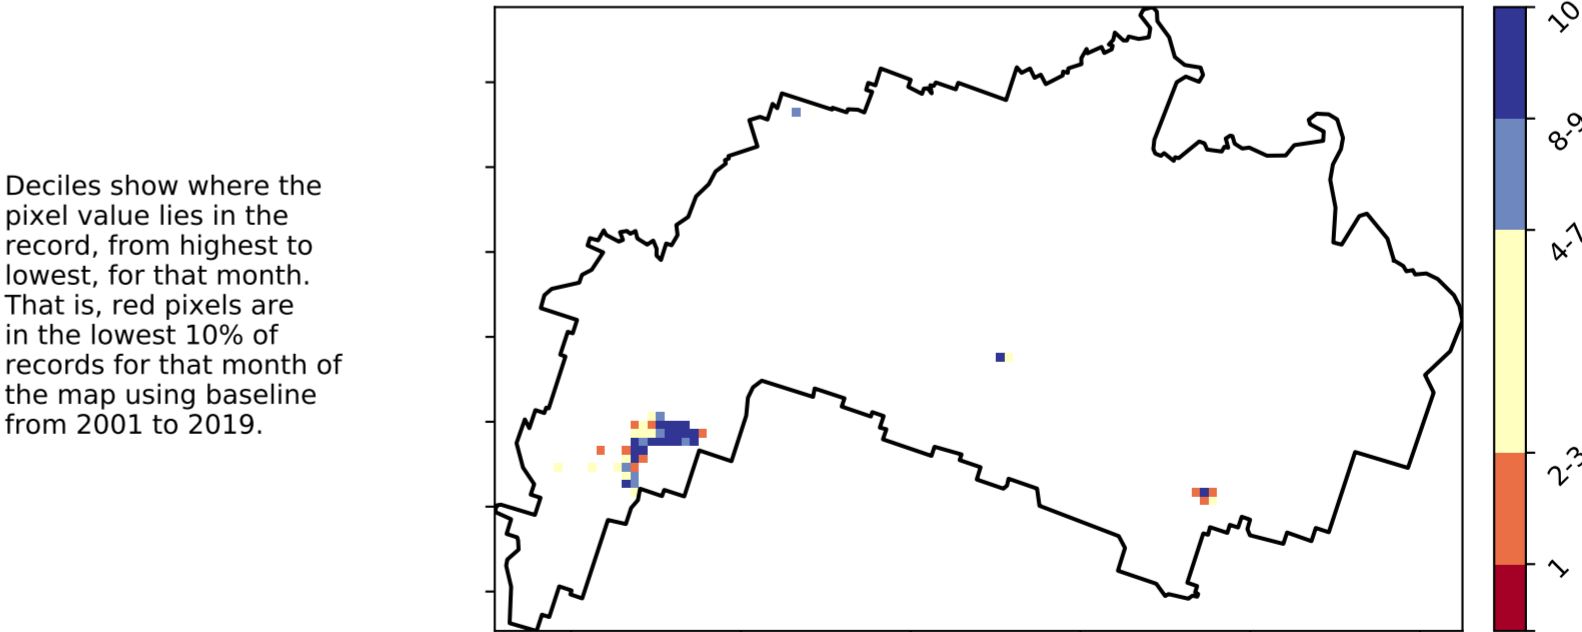 Deciles show where the
pixel value lies in the
record, from highest to
lowest, for that month.
That is, red pixels are
in the lowest 10% of
records for that month of
the map using baseline
from 2001 to 2019.
10
8-9
4-7
2-3
1